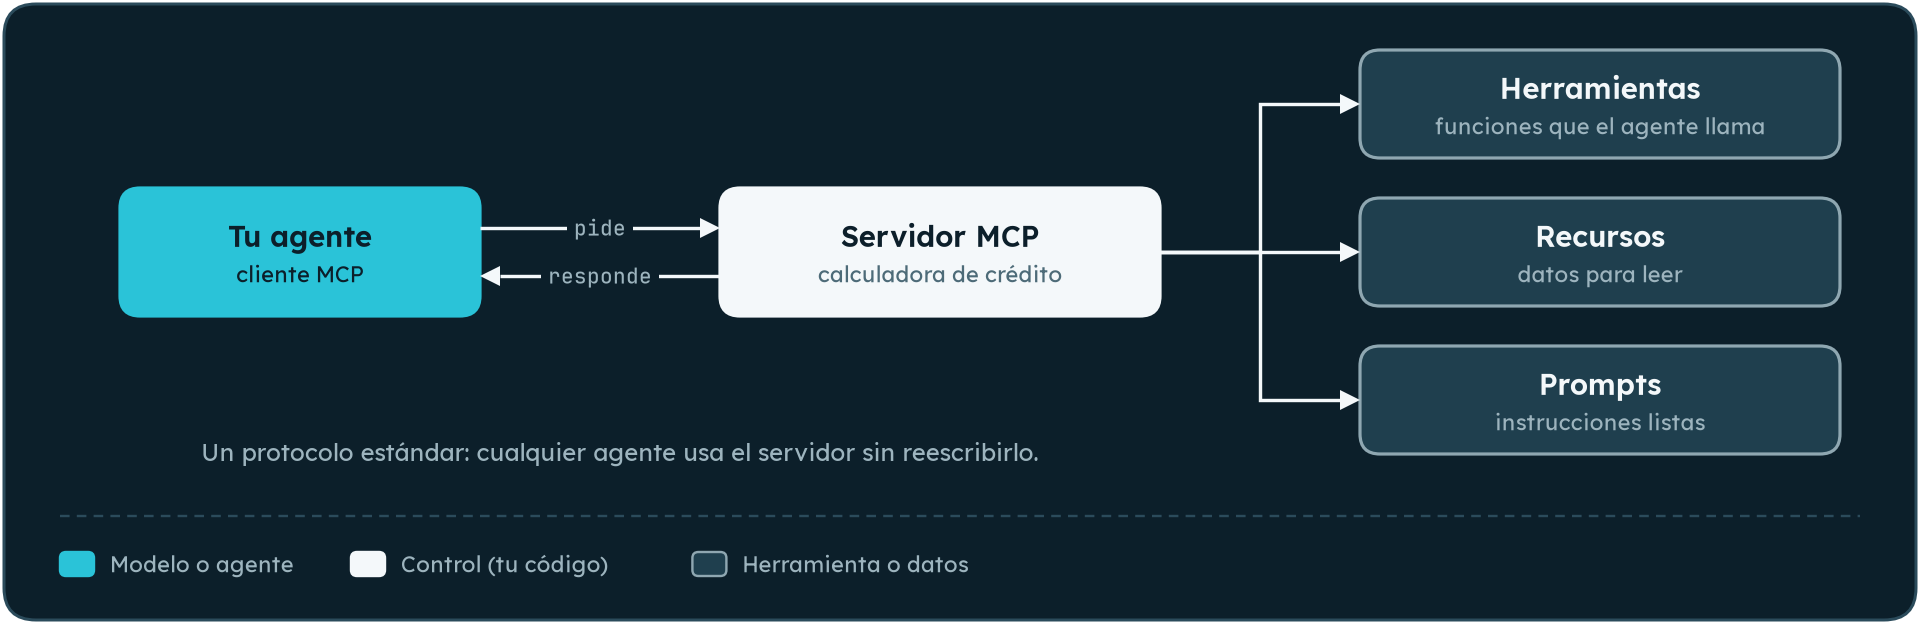 Tu agente
cliente MCP
pide
responde
Servidor MCP
calculadora de crédito
Herramientas
funciones que el agente llama
Recursos
datos para leer
Prompts
instrucciones listas
Un protocolo estándar: cualquier agente usa el servidor sin reescribirlo.
Modelo o agente
Control (tu código)
Herramienta o datos